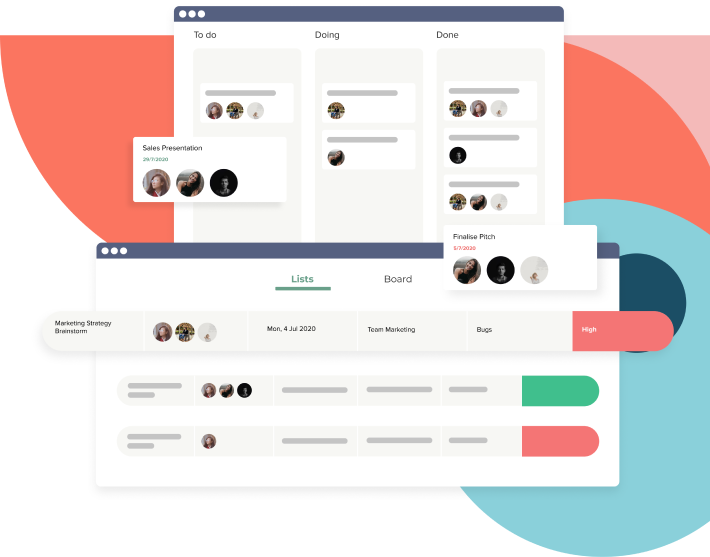 To do
Doing
Done
Sales Presentation
29/7/2020
Finalise Pitch
5/7/2020
Lists
Board
Marketing Strategy
Brainstorm
Mon, 4 Jul 2020
Team Marketing
Bugs
High